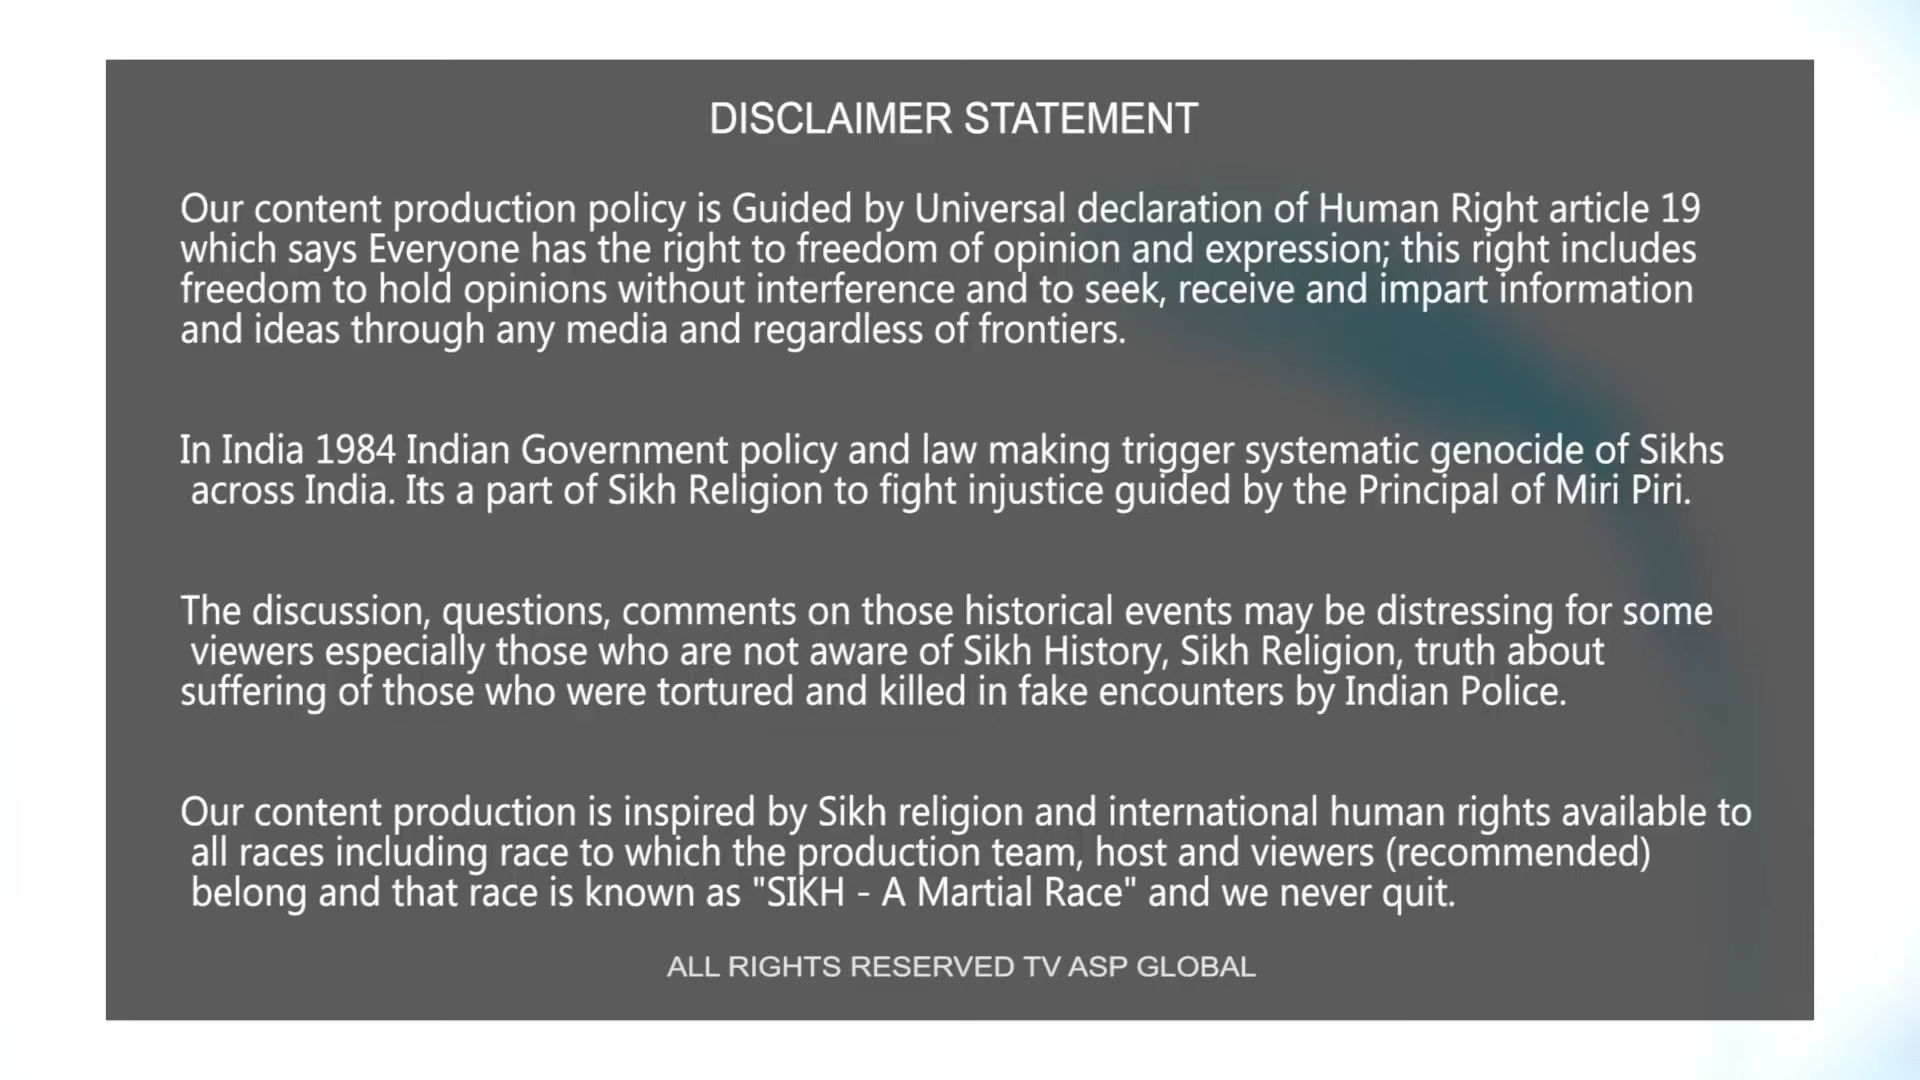 DISCLAIMER STATEMENT
Our content production policy is Guided by Universal declaration of Human Right article 19
which says Everyone has the right to freedom of opinion and expression; this right includes
freedom to hold opinions without interference and to seek, receive and impart information
and ideas through any media and regardless of frontiers.
In India 1984 Indian Government policy and law making trigger systematic genocide of Sikhs
across India. Its a part of Sikh Religion to fight injustice guided by the Principal of Miri Piri.
The discussion, questions, comments on those historical events may be distressing for some
viewers especially those who are not aware of Sikh History, Sikh Religion, truth about
suffering of those who were tortured and killed in fake encounters by Indian Police.
Our content production is inspired by Sikh religion and international human rights available to
all races including race to which the production team, host and viewers (recommended)
belong and that race is known as "SIKH - A Martial Race" and we never quit.
ALL RIGHTS RESERVED TV ASP GLOBAL